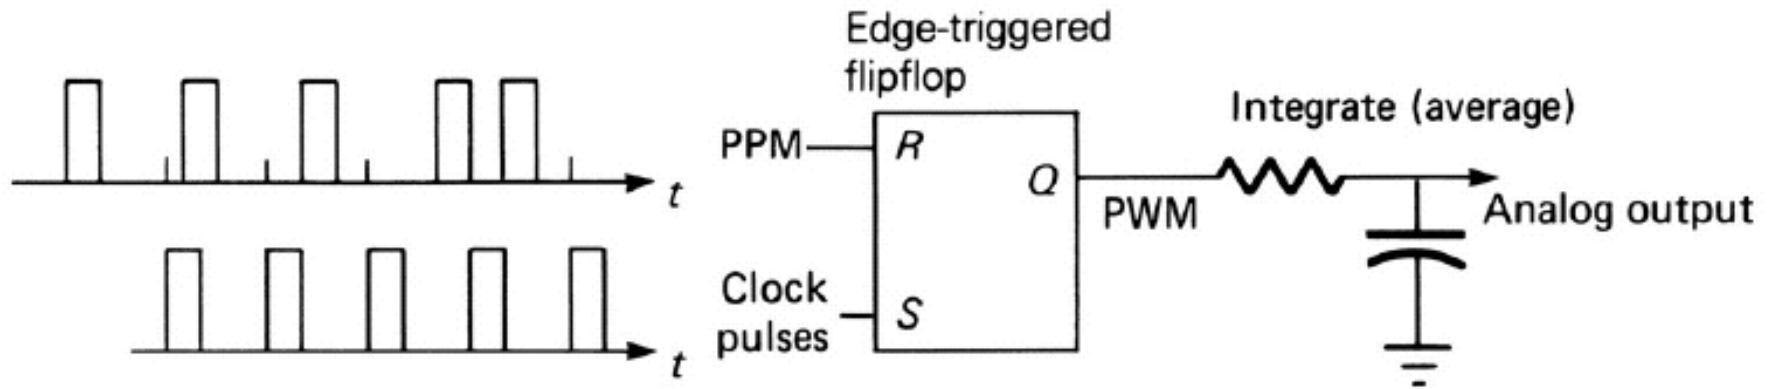 Edge-triggered
flipflop
Integrate (average)
PPM
R
Q
t
PWM
Analog output
Clock
pulses
S
t